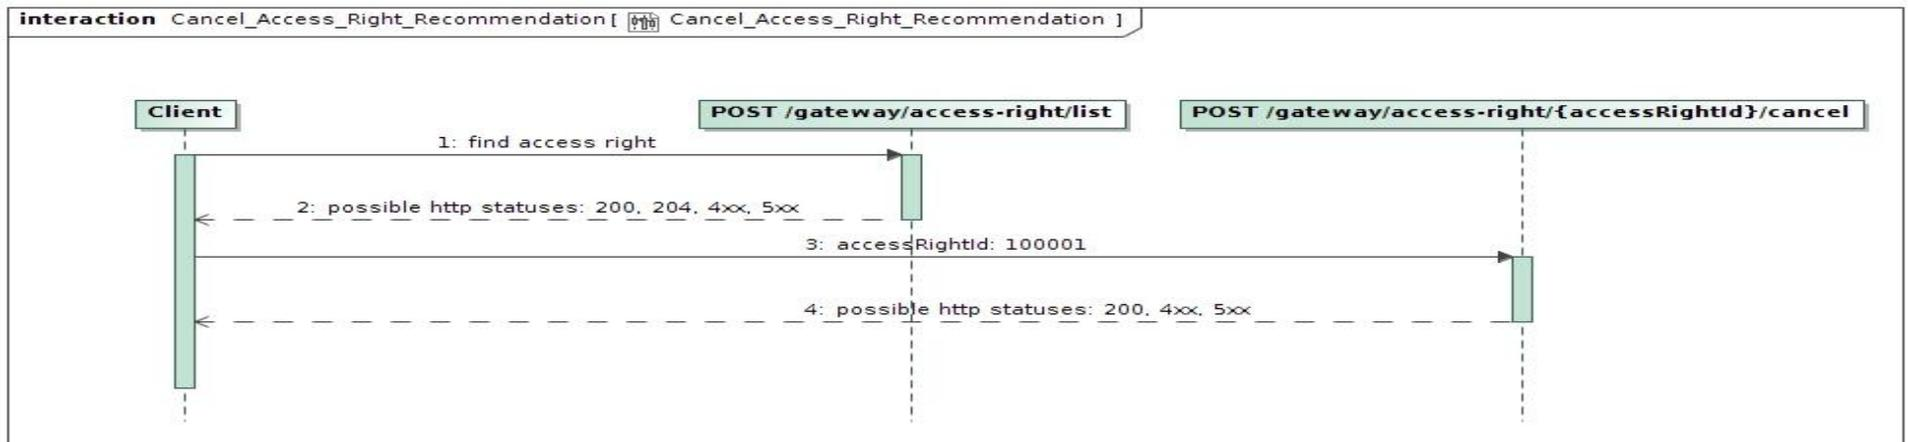 interaction Cancel_Access_Right_Recommendation [ Cancel_Access_Right_Recommendation ]
Client
POST /gateway/access-right/list
POST /gateway/access-right/{accessRightId}/cancel
1: find access right
2: possible http statuses: 200, 204, 4xx, 5xx
3: accessRightId: 100001
4: possible http statuses: 200, 4xx, 5xx